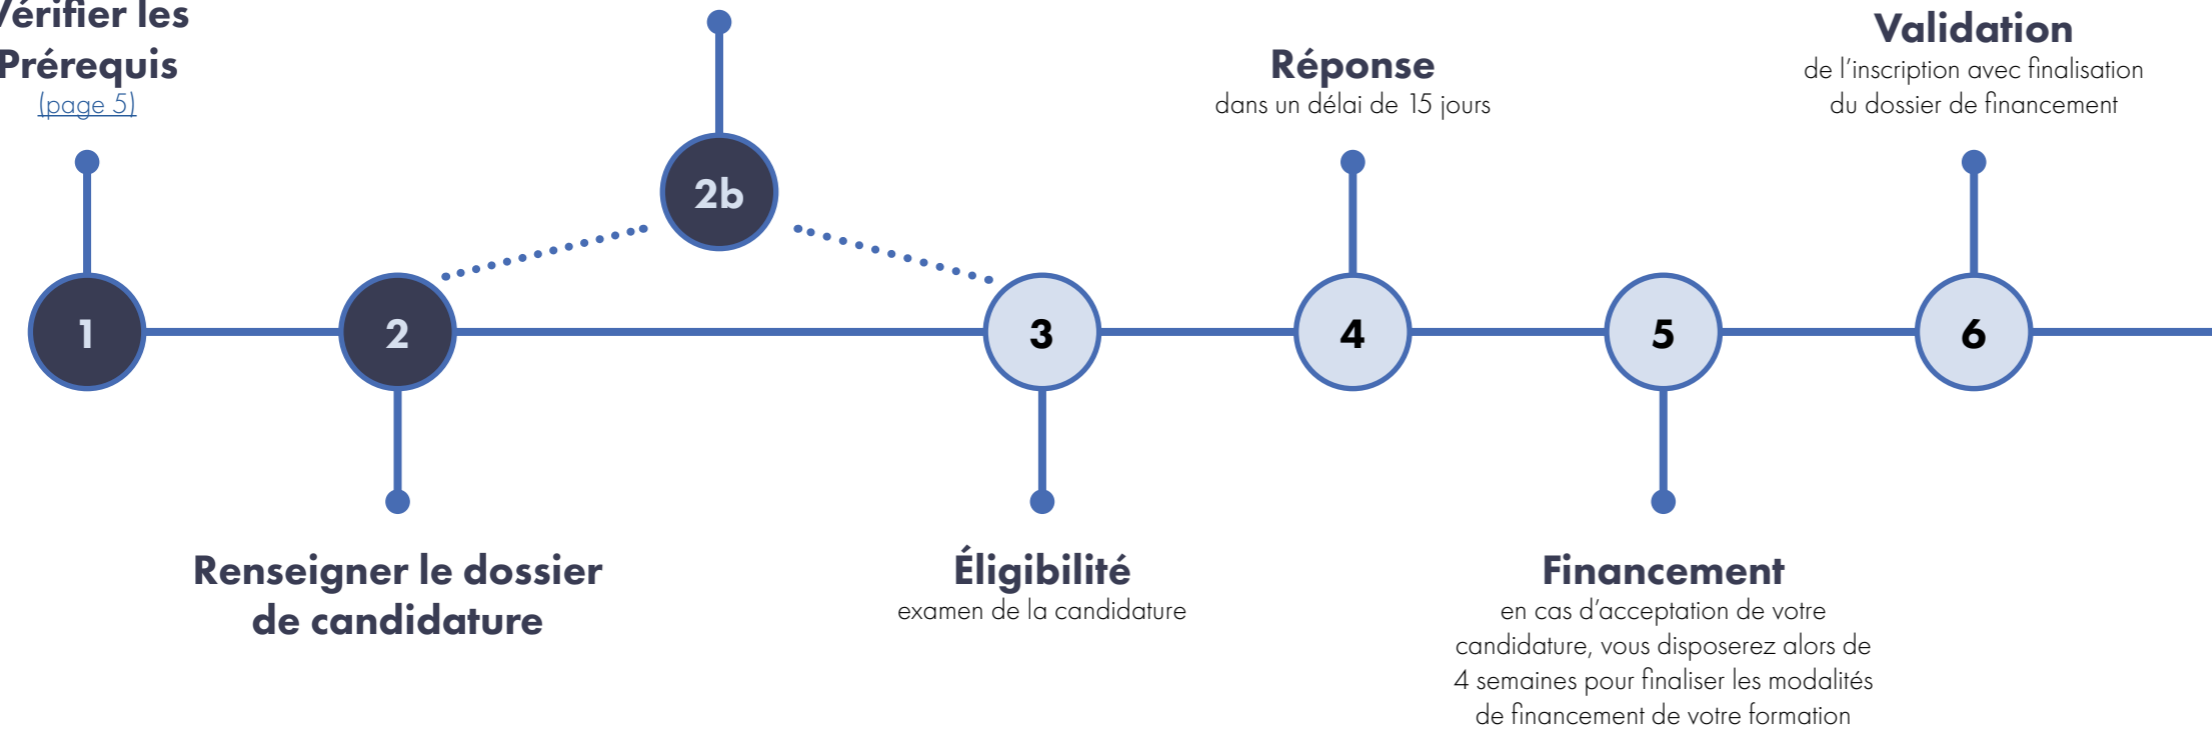 Vérifier les
Prérequis
(page 5)
Réponse
dans un délai de 15 jours
Validation
de l'inscription avec finalisation
du dossier de financement
2b
1
2
3
4
5
6
Renseigner le dossier
de candidature
Éligibilité
examen de la candidature
Financement
en cas d'acceptation de votre
candidature, vous disposerez alors de
4 semaines pour finaliser les modalités
de financement de votre formation